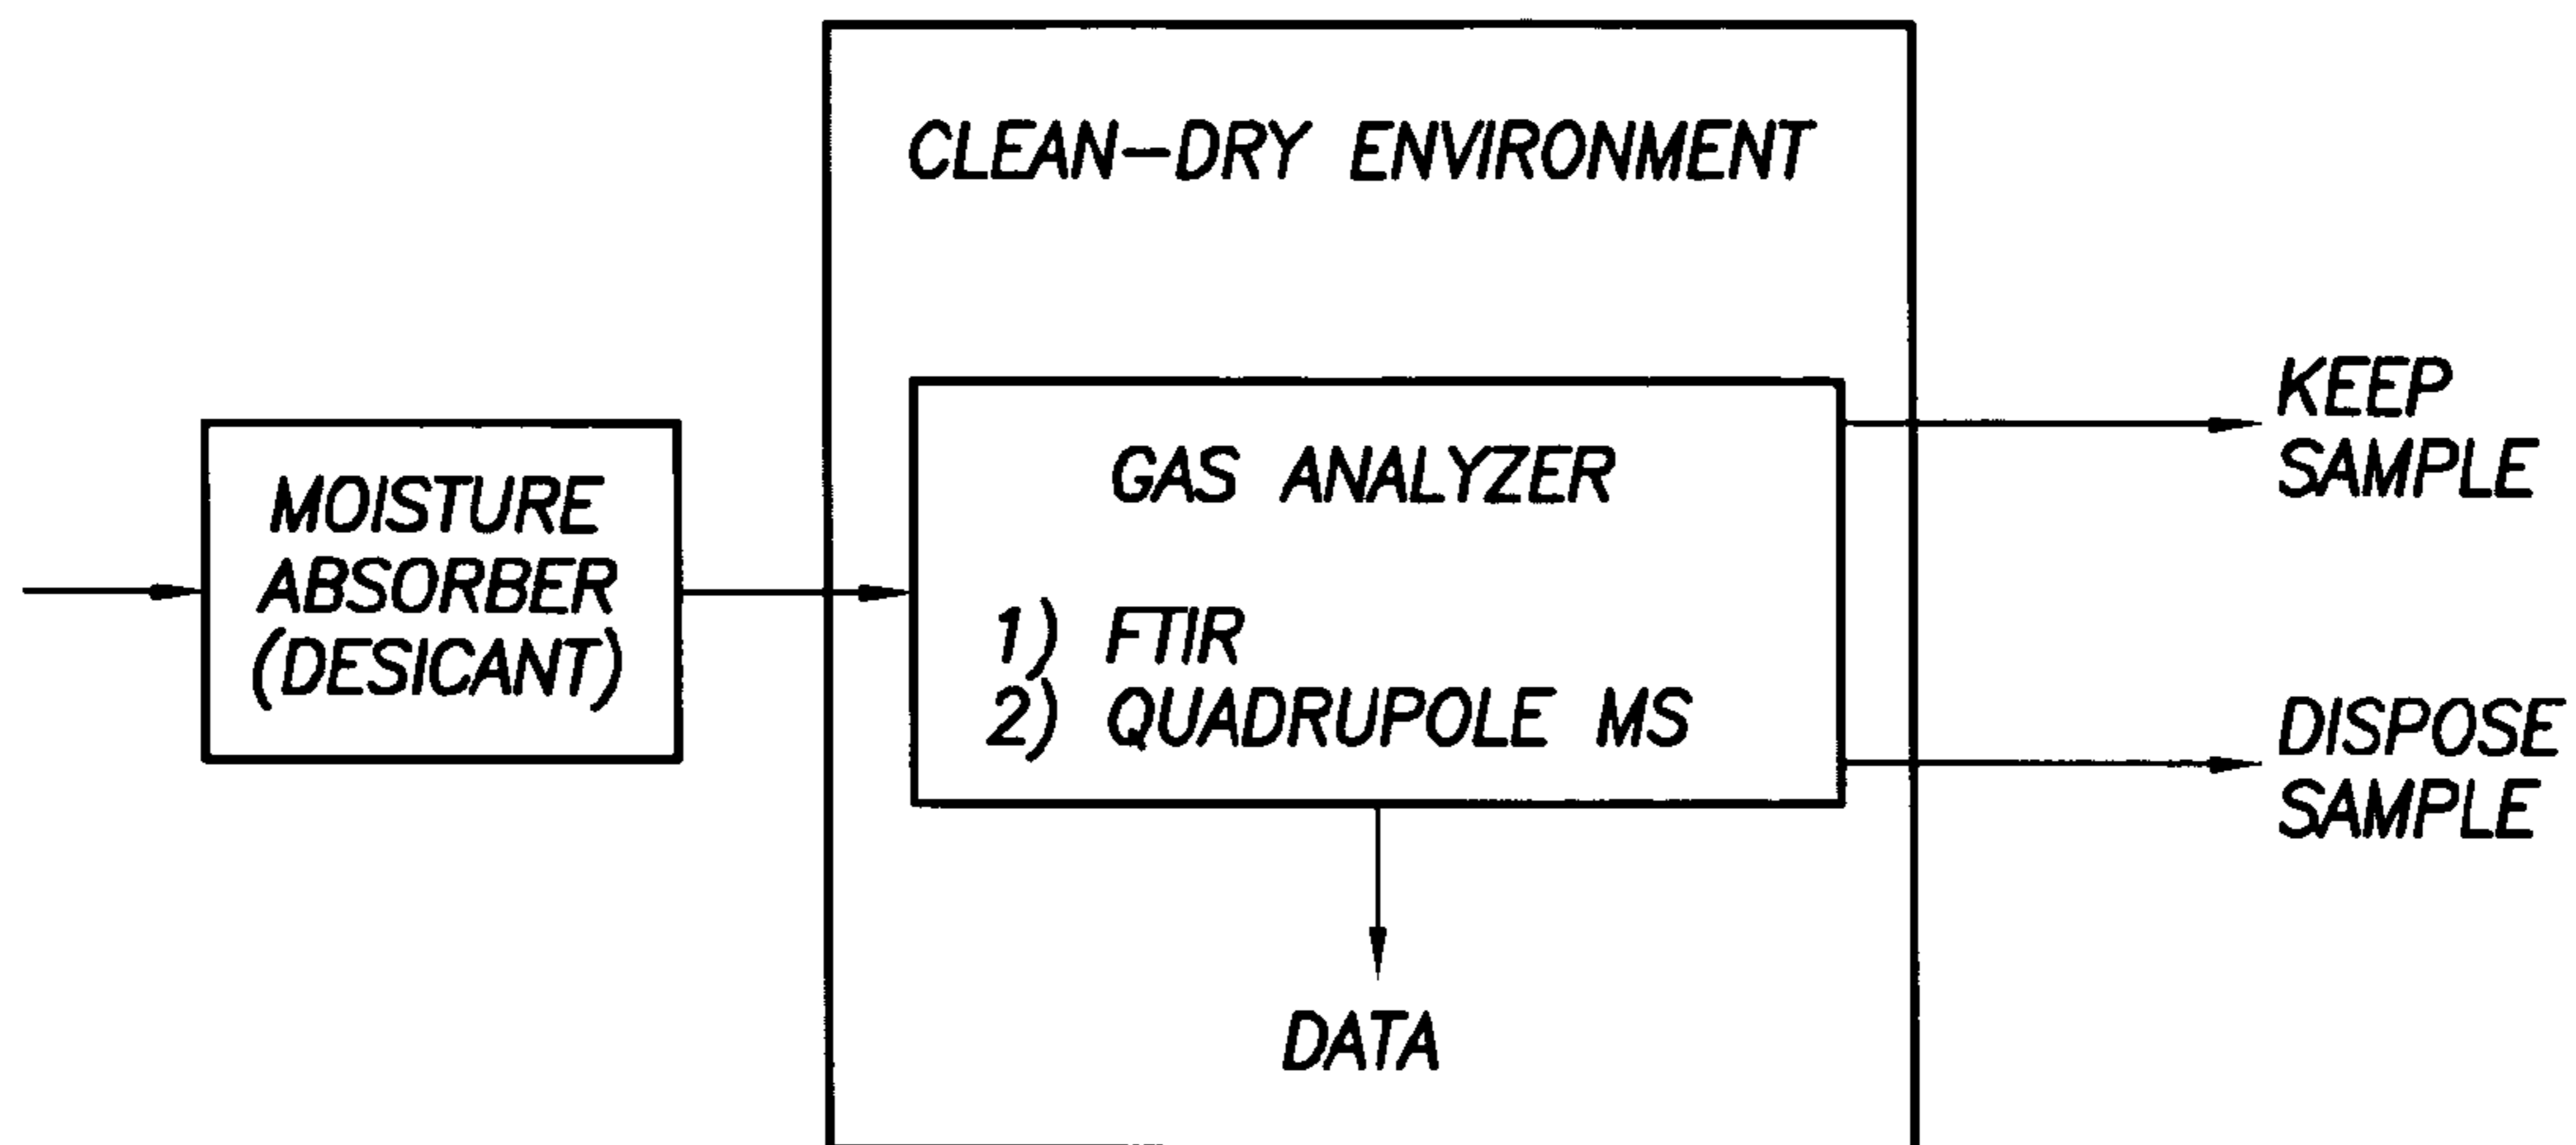 CLEAN-DRY ENVIRONMENT
MOISTURE
ABSORBER
(DESICANT)
GAS ANALYZER
1) FTIR
2) QUADRUPOLE MS
KEEP
SAMPLE
DISPOSE
SAMPLE
DATA